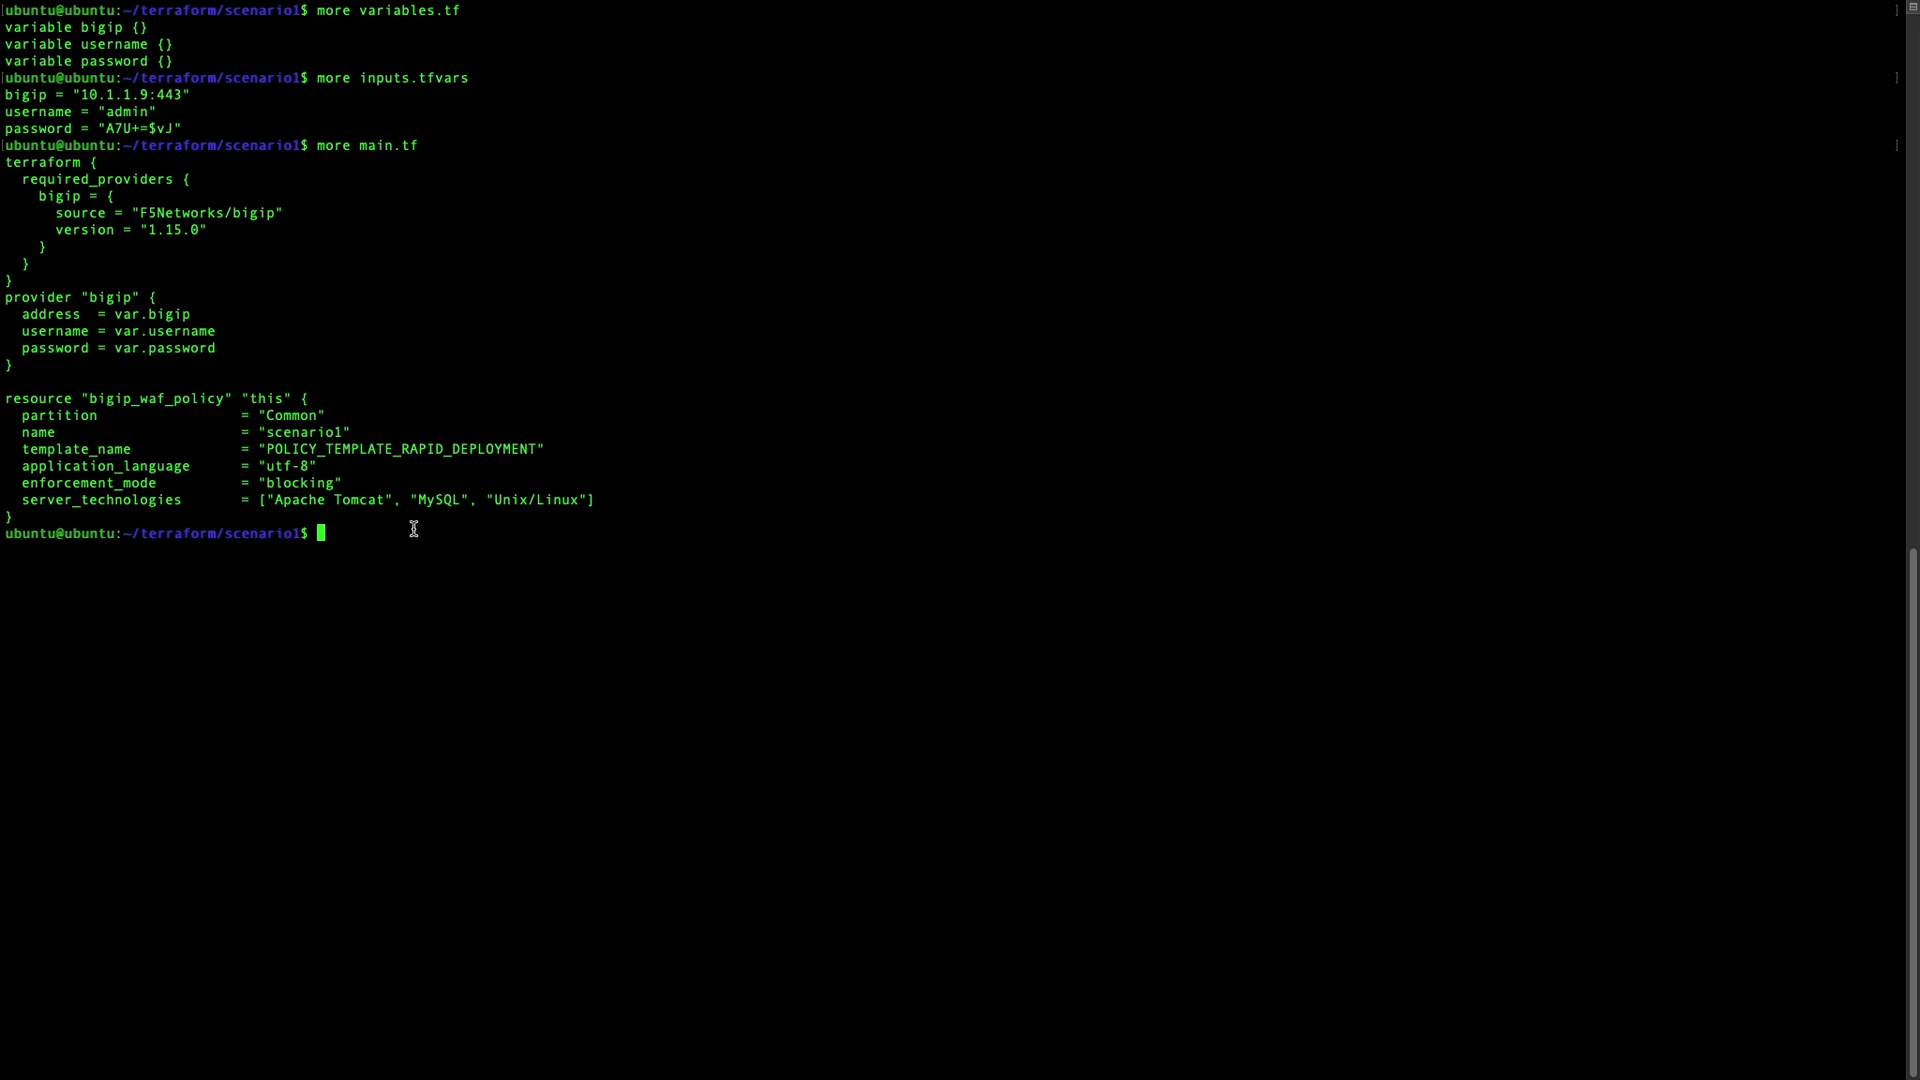 [ubuntu@ubuntu:~/terraform/scenario1$ more variables.tf ]
variable bigip {}
variable username {}
variable password {}
[ubuntu@ubuntu:~/terraform/scenario1$ more inputs.tfvars ]
bigip = "10.1.1.9:443"
username = "admin"
password = "A7U+=$vJ"
[ubuntu@ubuntu:~/terraform/scenario1$ more main.tf ]
terraform {
  required_providers {
    bigip = {
      source = "F5Networks/bigip"
      version = "1.15.0"
    }
  }
}
provider "bigip" {
  address  = var.bigip
  username = var.username
  password = var.password
}

resource "bigip_waf_policy" "this" {
  partition                 = "Common"
  name                      = "scenario1"
  template_name             = "POLICY_TEMPLATE_RAPID_DEPLOYMENT"
  application_language      = "utf-8"
  enforcement_mode          = "blocking"
  server_technologies       = ["Apache Tomcat", "MySQL", "Unix/Linux"]
}
ubuntu@ubuntu:~/terraform/scenario1$